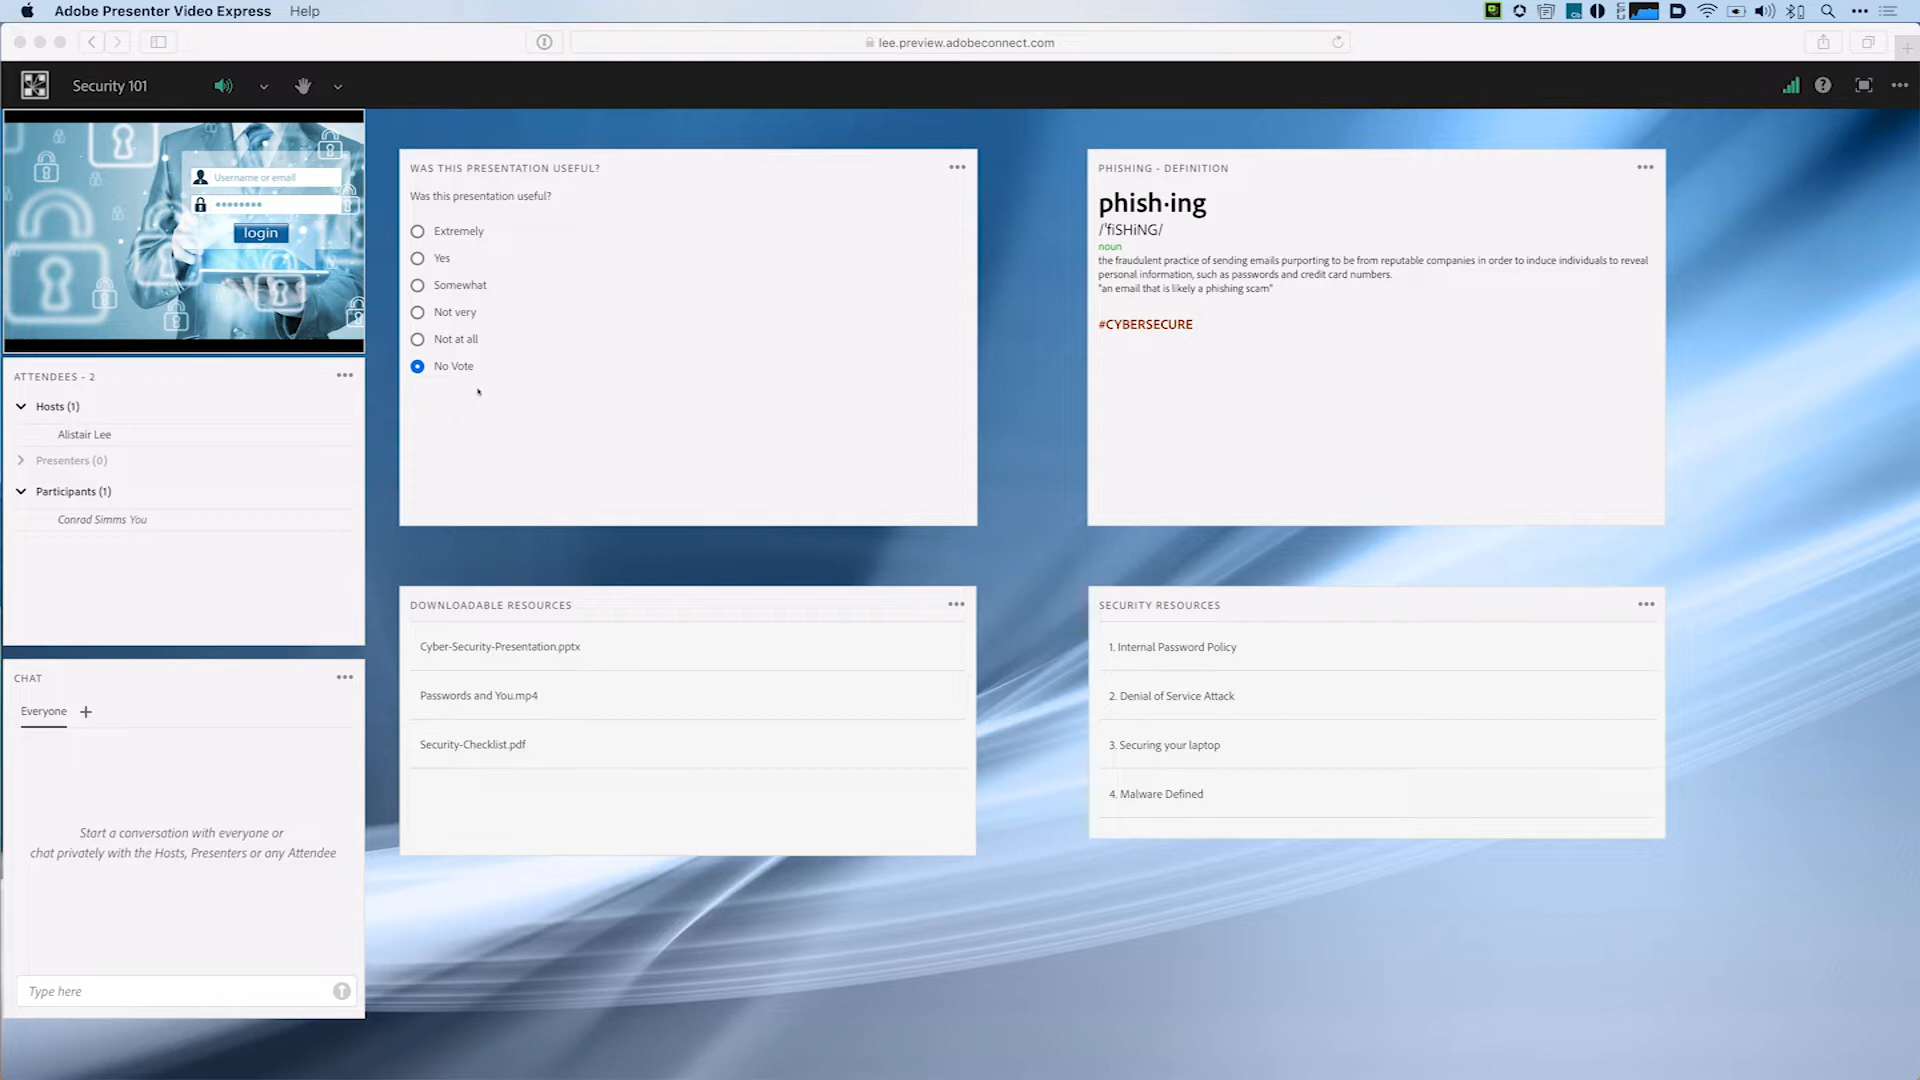 Adobe Presenter Video Express Help
lee.preview.adobeconnect.com
Security 101
Username or email
login
ATTENDEES - 2
Hosts (1)
Alistair Lee
Presenters (0)
Participants (1)
Conrad Simms You
CHAT
Everyone
Start a conversation with everyone or
chat privately with the Hosts, Presenters or any Attendee
Type here
WAS THIS PRESENTATION USEFUL?
Was this presentation useful?
Extremely
Yes
Somewhat
Not very
Not at all
No Vote
PHISHING - DEFINITION
phish·ing
/ˈfiSHiNG/
noun
the fraudulent practice of sending emails purporting to be from reputable companies in order to induce individuals to reveal
personal information, such as passwords and credit card numbers.
"an email that is likely a phishing scam"
#CYBERSECURE
DOWNLOADABLE RESOURCES
Cyber-Security-Presentation.pptx
Passwords and You.mp4
Security-Checklist.pdf
SECURITY RESOURCES
1. Internal Password Policy
2. Denial of Service Attack
3. Securing your laptop
4. Malware Defined